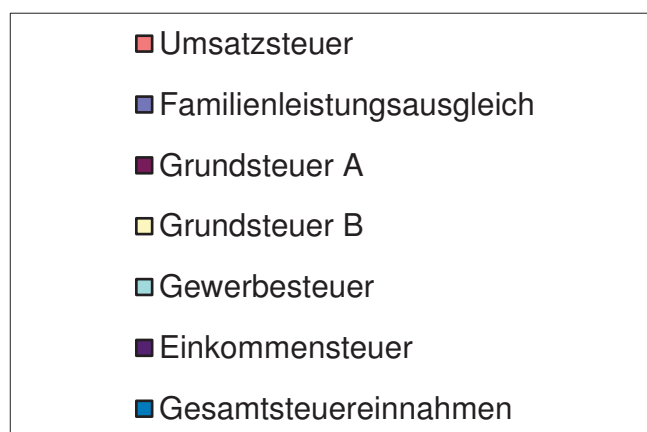 Umsatzsteuer
Familienleistungsausgleich
Grundsteuer A
Grundsteuer B
Gewerbesteuer
Einkommensteuer
Gesamtsteuereinnahmen